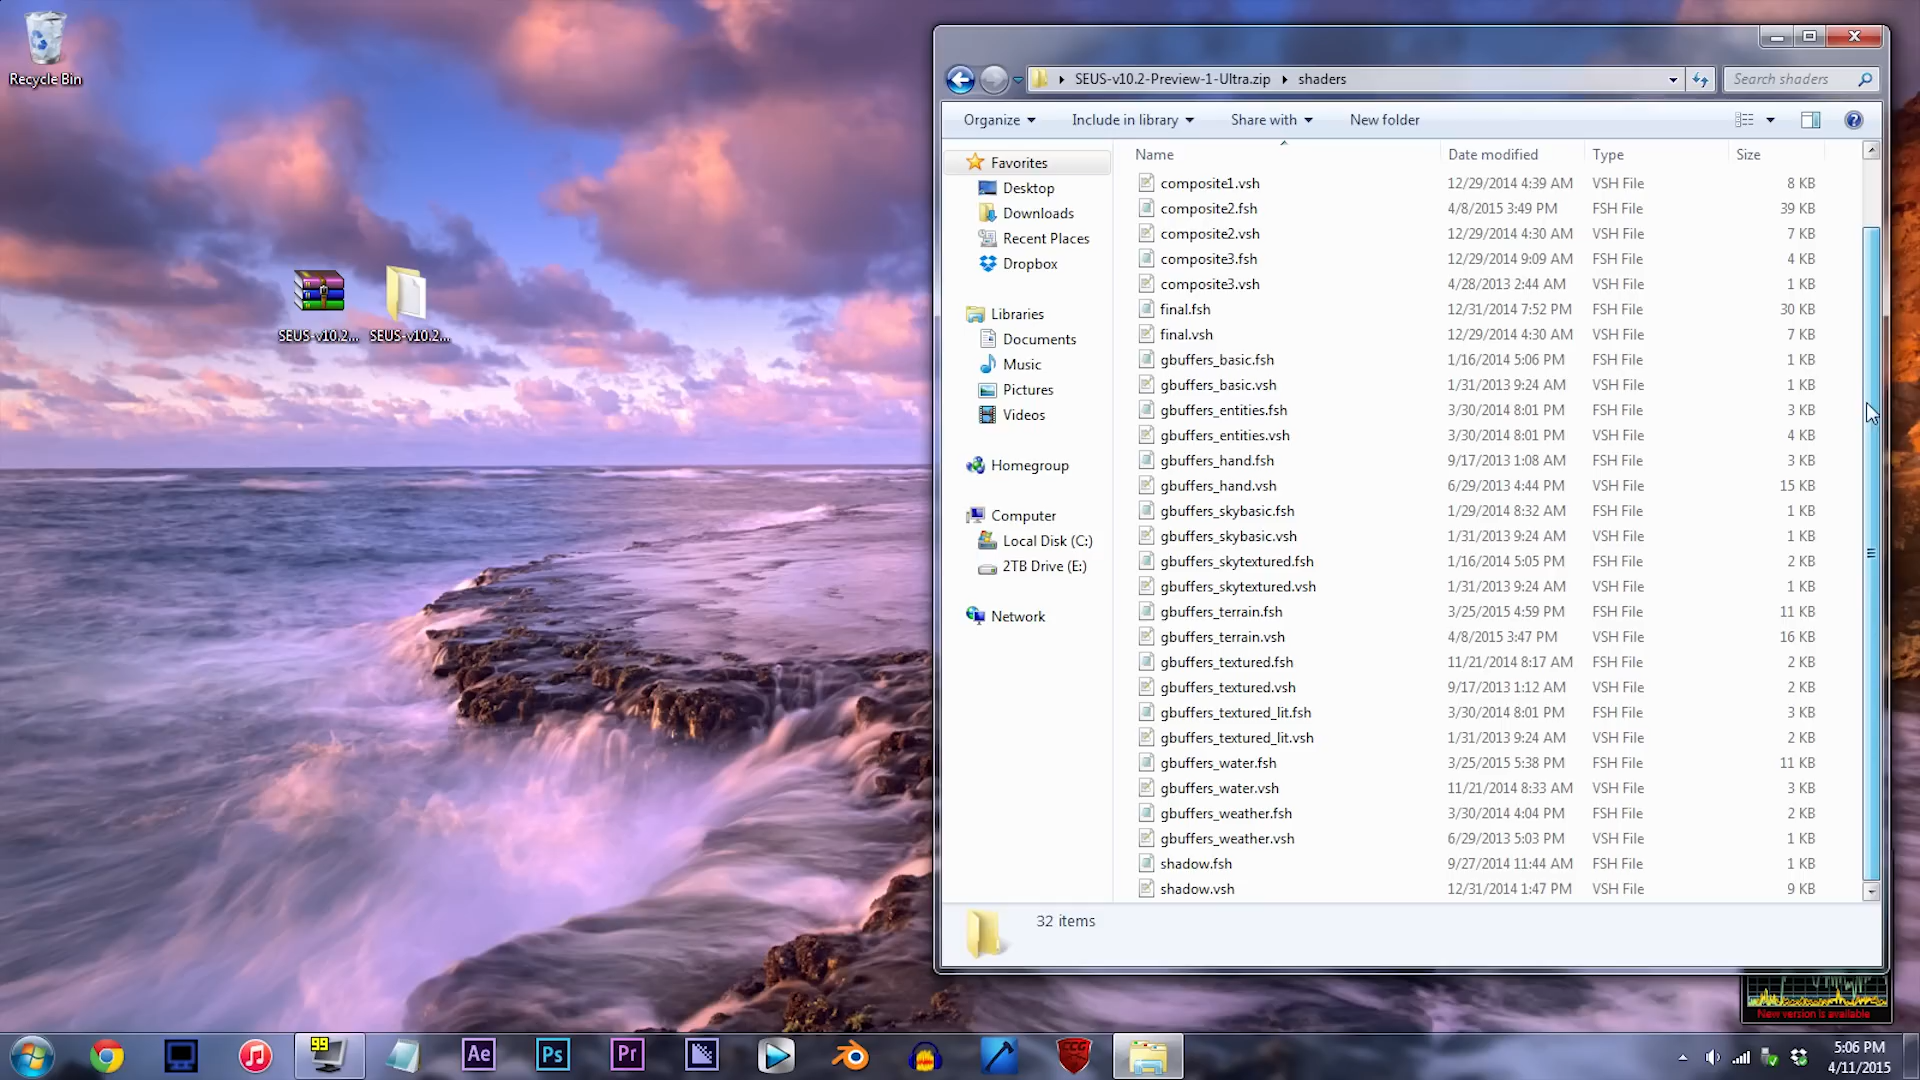 Recycle Bin
SEUS-v10.2...
SEUS-v10.2...
SEUS-v10.2-Preview-1-Ultra.zip
shaders
Search shaders
Organize
Include in library
Share with
New folder
Favorites
Desktop
Downloads
Recent Places
Dropbox
Libraries
Documents
Music
Pictures
Videos
Homegroup
Computer
Local Disk (C:)
2TB Drive (E:)
Network
Name Date modified Type Size
composite1.vsh 12/29/2014 4:39 AM VSH File 8 KB
composite2.fsh 4/8/2015 3:49 PM FSH File 39 KB
composite2.vsh 12/29/2014 4:30 AM VSH File 7 KB
composite3.fsh 12/29/2014 9:09 AM FSH File 4 KB
composite3.vsh 4/28/2013 2:44 AM VSH File 1 KB
final.fsh 12/31/2014 7:52 PM FSH File 30 KB
final.vsh 12/29/2014 4:30 AM VSH File 7 KB
gbuffers_basic.fsh 1/16/2014 5:06 PM FSH File 1 KB
gbuffers_basic.vsh 1/31/2013 9:24 AM VSH File 1 KB
gbuffers_entities.fsh 3/30/2014 8:01 PM FSH File 3 KB
gbuffers_entities.vsh 3/30/2014 8:01 PM VSH File 4 KB
gbuffers_hand.fsh 9/17/2013 1:08 AM FSH File 3 KB
gbuffers_hand.vsh 6/29/2013 4:44 PM VSH File 15 KB
gbuffers_skybasic.fsh 1/29/2014 8:32 AM FSH File 1 KB
gbuffers_skybasic.vsh 1/31/2013 9:24 AM VSH File 1 KB
gbuffers_skytextured.fsh 1/16/2014 5:05 PM FSH File 2 KB
gbuffers_skytextured.vsh 1/31/2013 9:24 AM VSH File 1 KB
gbuffers_terrain.fsh 3/25/2015 4:59 PM FSH File 11 KB
gbuffers_terrain.vsh 4/8/2015 3:47 PM VSH File 16 KB
gbuffers_textured.fsh 11/21/2014 8:17 AM FSH File 2 KB
gbuffers_textured.vsh 9/17/2013 1:12 AM VSH File 2 KB
gbuffers_textured_lit.fsh 3/30/2014 8:01 PM FSH File 3 KB
gbuffers_textured_lit.vsh 1/31/2013 9:24 AM VSH File 2 KB
gbuffers_water.fsh 3/25/2015 5:38 PM FSH File 11 KB
gbuffers_water.vsh 11/21/2014 8:33 AM VSH File 3 KB
gbuffers_weather.fsh 3/30/2014 4:04 PM FSH File 2 KB
gbuffers_weather.vsh 6/29/2013 5:03 PM VSH File 1 KB
shadow.fsh 9/27/2014 11:44 AM FSH File 1 KB
shadow.vsh 12/31/2014 1:47 PM VSH File 9 KB
32 items
New version is available
99
Ae
Ps
Pr
5:06 PM
4/11/2015